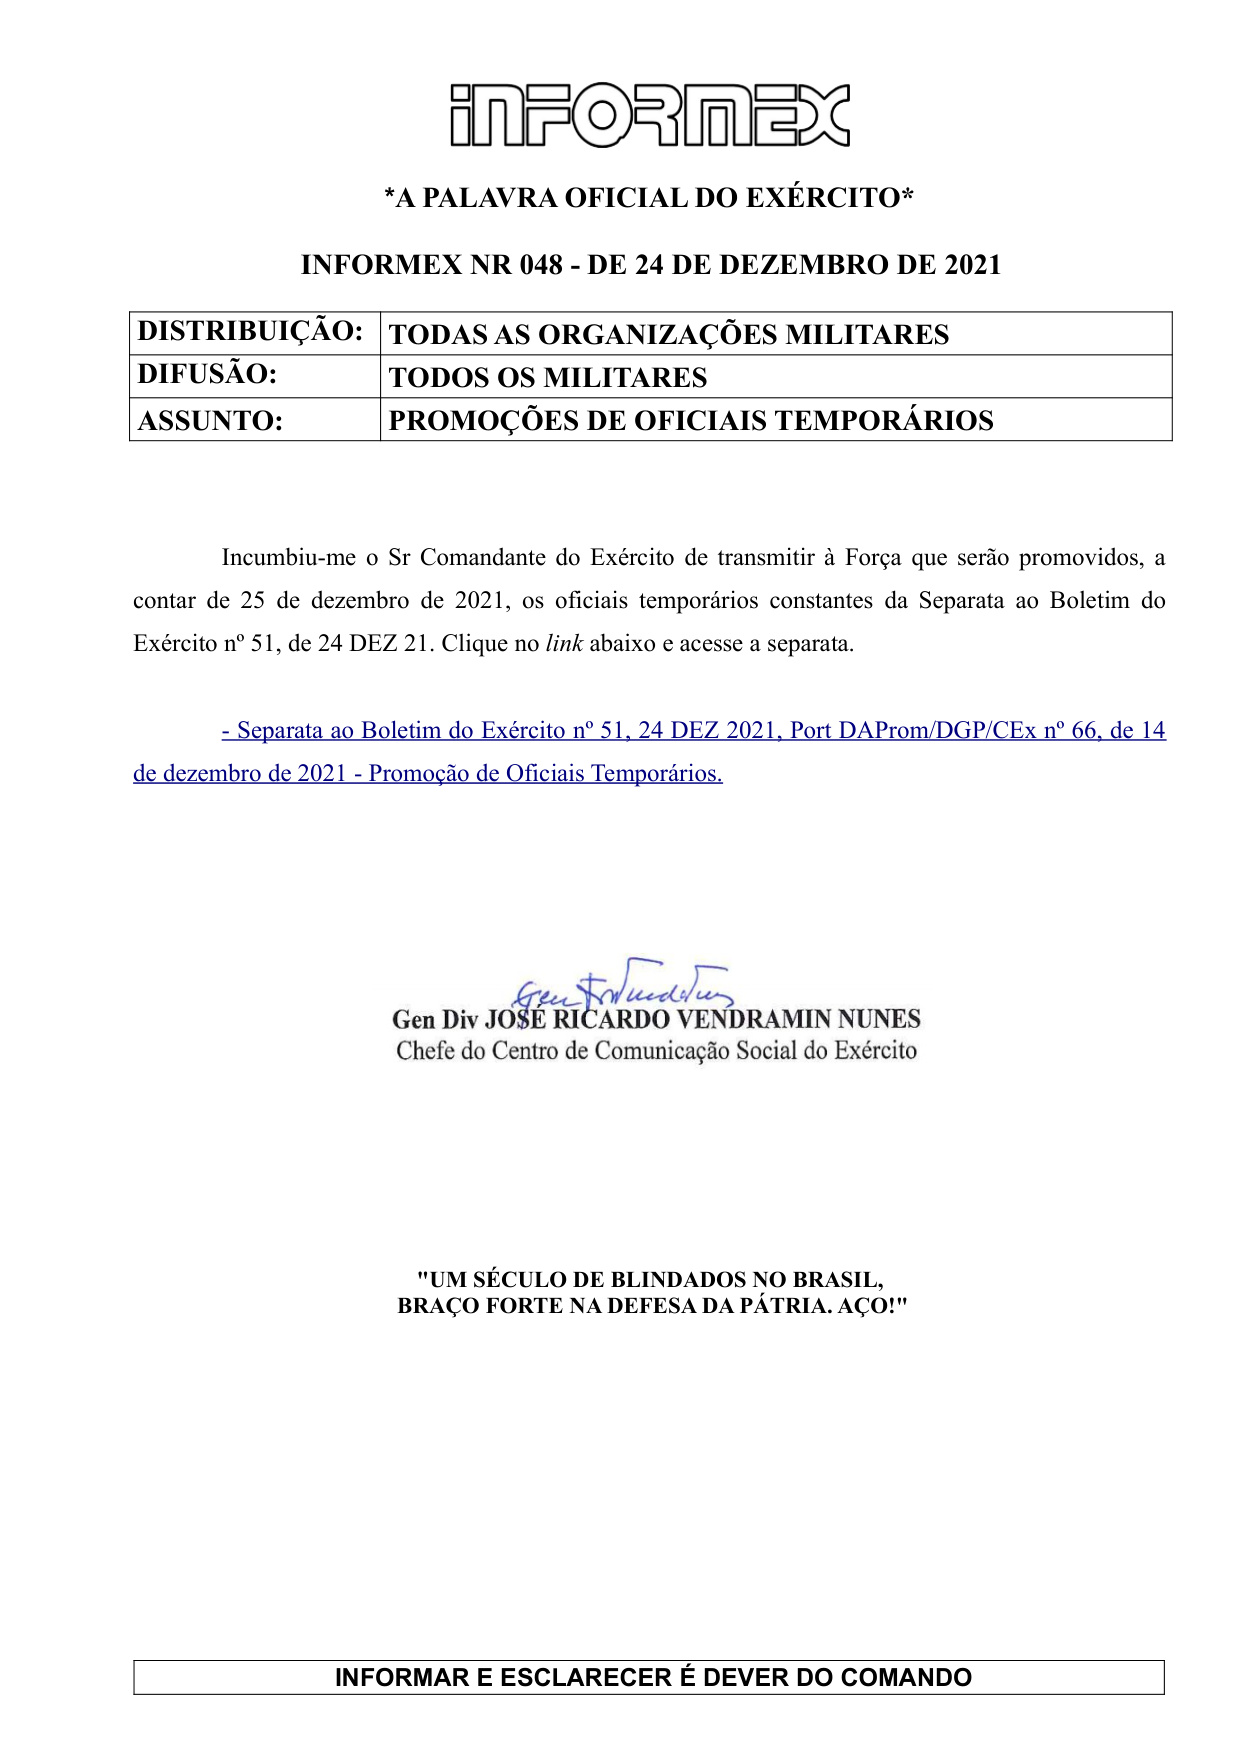 INFORMEX
*A PALAVRA OFICIAL DO EXÉRCITO*
INFORMEX NR 048 - DE 24 DE DEZEMBRO DE 2021
DISTRIBUIÇÃO: TODAS AS ORGANIZAÇÕES MILITARES
DIFUSÃO: TODOS OS MILITARES
ASSUNTO: PROMOÇÕES DE OFICIAIS TEMPORÁRIOS
Incumbiu-me o Sr Comandante do Exército de transmitir à Força que serão promovidos, a
contar de 25 de dezembro de 2021, os oficiais temporários constantes da Separata ao Boletim do
Exército nº 51, de 24 DEZ 21. Clique no link abaixo e acesse a separata.
- Separata ao Boletim do Exército nº 51, 24 DEZ 2021, Port DAProm/DGP/CEx nº 66, de 14
de dezembro de 2021 - Promoção de Oficiais Temporários.
Gen Div JOSÉ RICARDO VENDRAMIN NUNES
Chefe do Centro de Comunicação Social do Exército
"UM SÉCULO DE BLINDADOS NO BRASIL,
BRAÇO FORTE NA DEFESA DA PÁTRIA. AÇO!"
INFORMAR E ESCLARECER É DEVER DO COMANDO